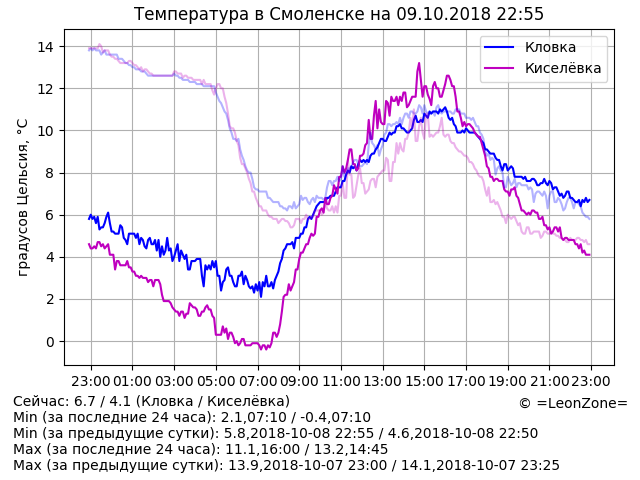 Температура в Смоленске на 09.10.2018 22:55
градусов Цельсия, °C
14
12
10
8
6
4
2
0
Кловка
Киселёвка
23:00 01:00 03:00 05:00 07:00 09:00 11:00 13:00 15:00 17:00 19:00 21:00 23:00
Сейчас: 6.7 / 4.1 (Кловка / Киселёвка)
© =LeonZone=
Min (за последние 24 часа): 2.1,07:10 / -0.4,07:10
Min (за предыдущие сутки): 5.8,2018-10-08 22:55 / 4.6,2018-10-08 22:50
Max (за последние 24 часа): 11.1,16:00 / 13.2,14:45
Max (за предыдущие сутки): 13.9,2018-10-07 23:00 / 14.1,2018-10-07 23:25